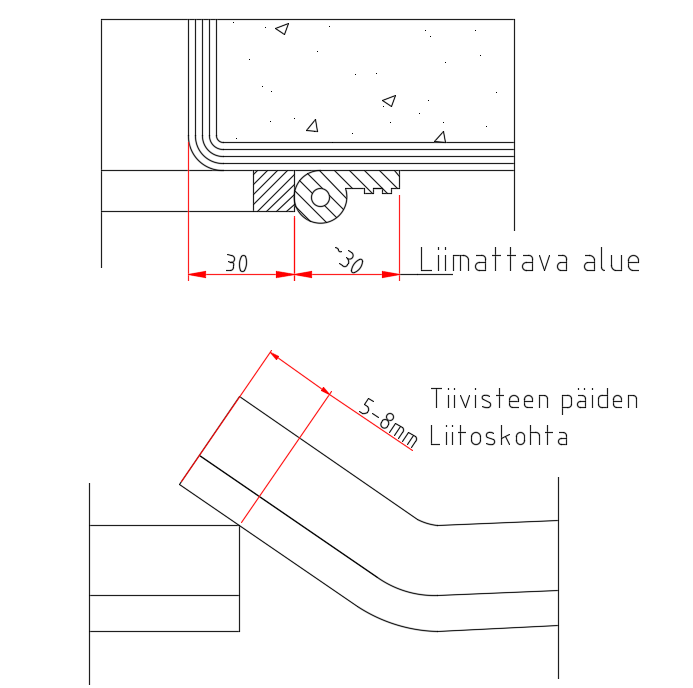 30
~30
Liimattava alue
5-8mm
Tiivisteen päiden
Liitoskohta